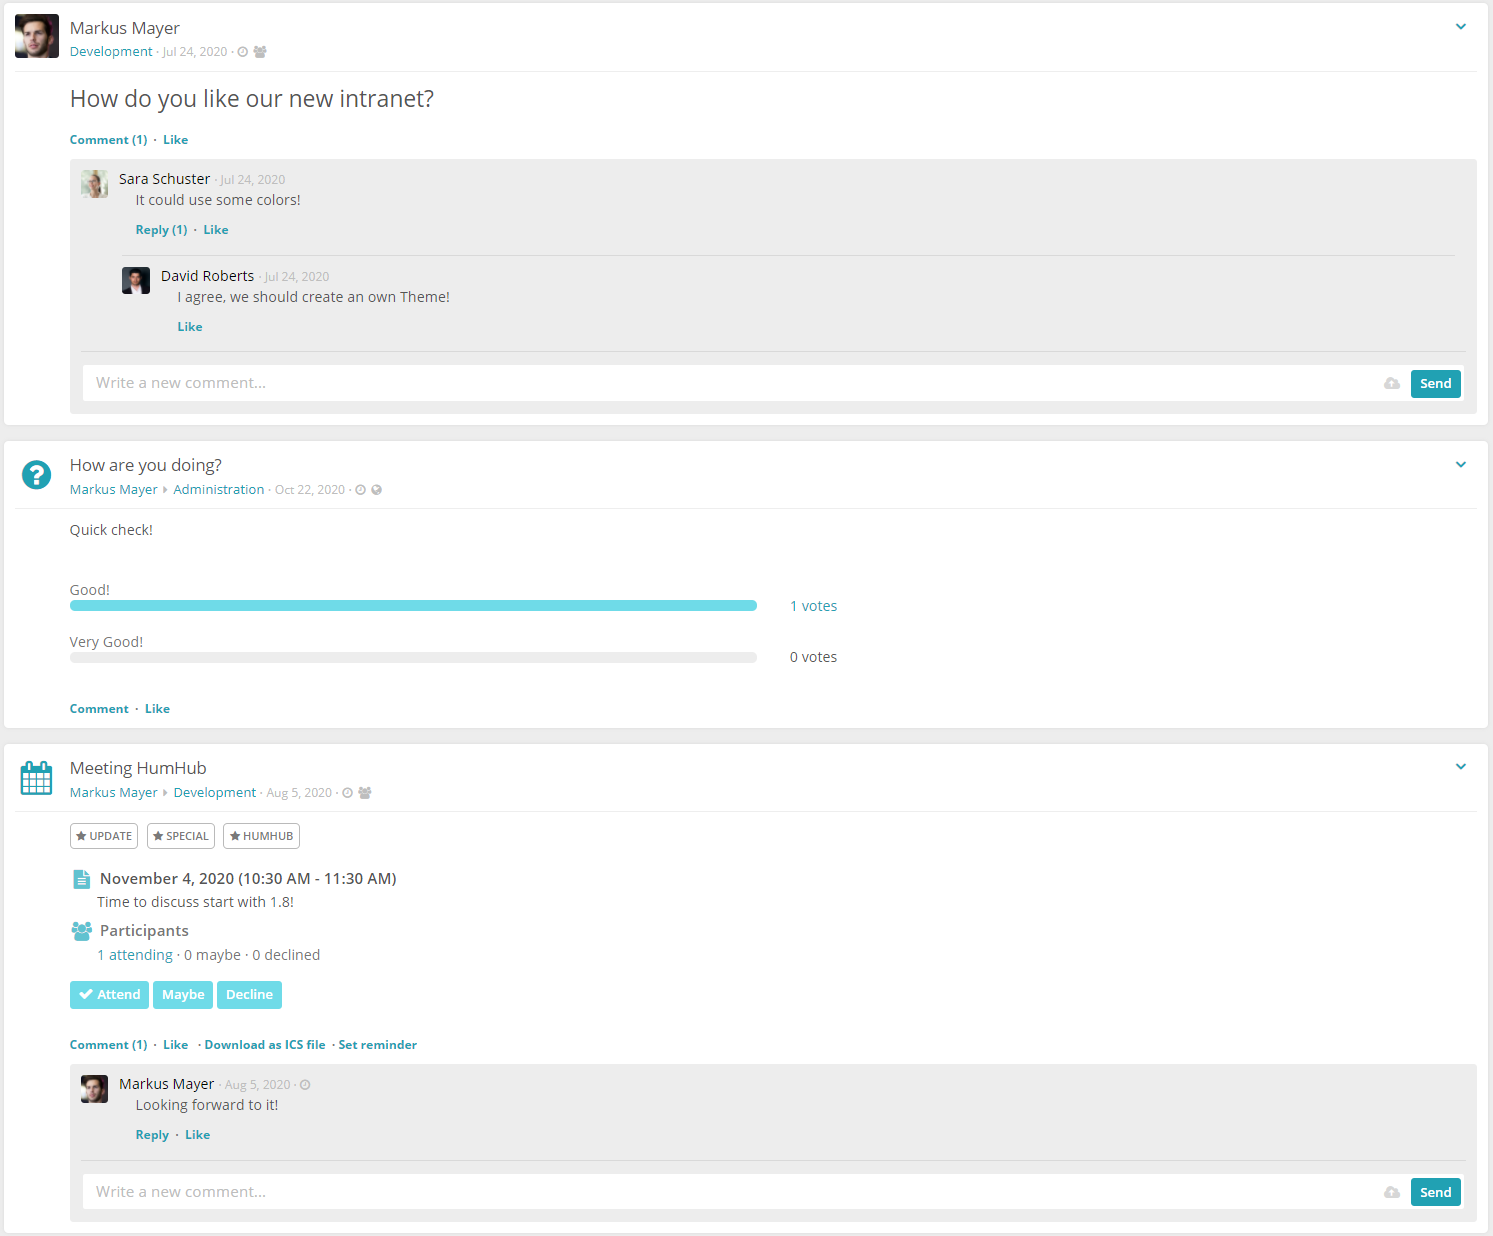 Markus Mayer
Development · Jul 24, 2020 ·
How do you like our new intranet?
Comment (1) · Like
Sara Schuster · Jul 24, 2020
It could use some colors!
Reply (1) · Like
David Roberts · Jul 24, 2020
I agree, we should create an own Theme!
Like
Write a new comment... Send
How are you doing?
Markus Mayer Administration · Oct 22, 2020 ·
Quick check!
Good!
1 votes
Very Good!
0 votes
Comment · Like
Meeting HumHub
Markus Mayer Development · Aug 5, 2020 ·
UPDATE SPECIAL HUMHUB
November 4, 2020 (10:30 AM - 11:30 AM)
Time to discuss start with 1.8!
Participants
1 attending · 0 maybe · 0 declined
Attend Maybe Decline
Comment (1) · Like · Download as ICS file · Set reminder
Markus Mayer · Aug 5, 2020 ·
Looking forward to it!
Reply · Like
Write a new comment... Send